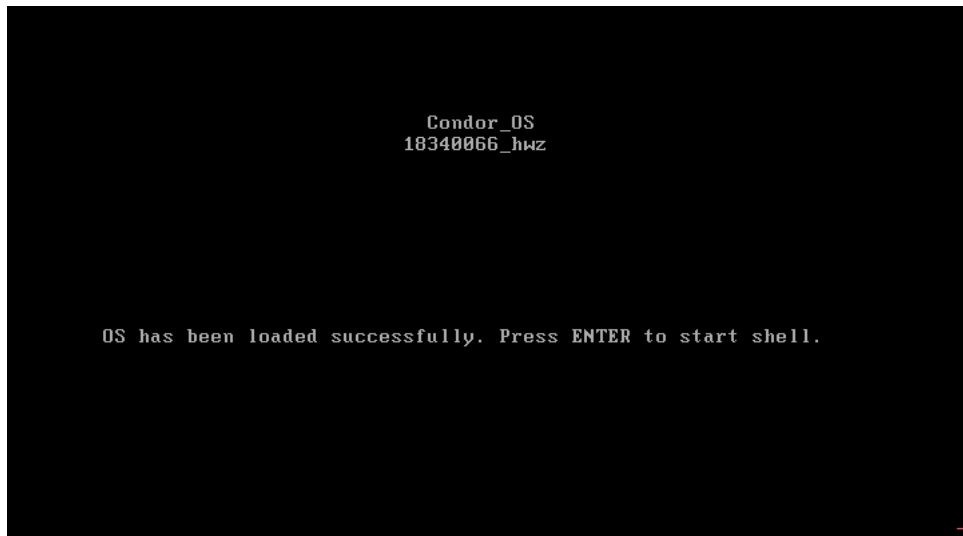 Condor_OS
18340066_hwz
OS has been loaded successfully. Press ENTER to start shell.